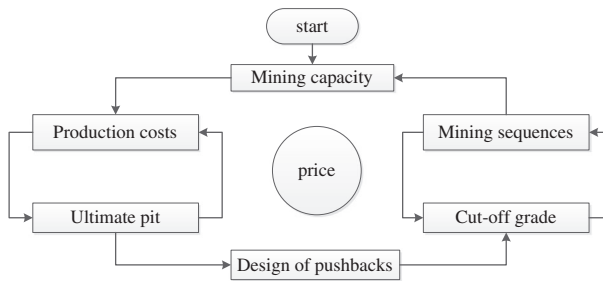 start
Mining capacity
Production costs
Mining sequences
price
Ultimate pit
Cut-off grade
Design of pushbacks